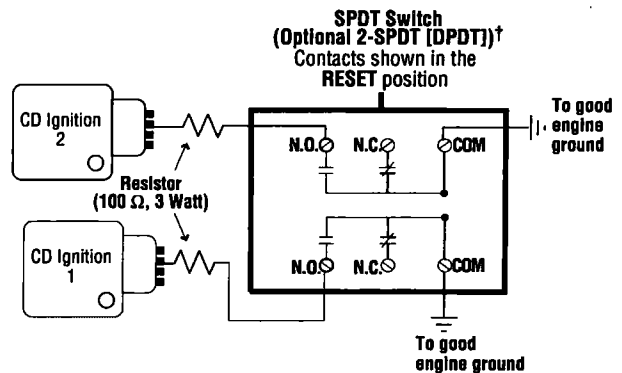 SPDT Switch
(Optional 2-SPDT [DPDT])†
Contacts shown in the
RESET position
CD Ignition
2
To good
engine
ground
N.O.
N.C.
COM
Resistor
(100 Ω, 3 Watt)
CD Ignition
1
N.O.
N.C.
COM
To good
engine ground